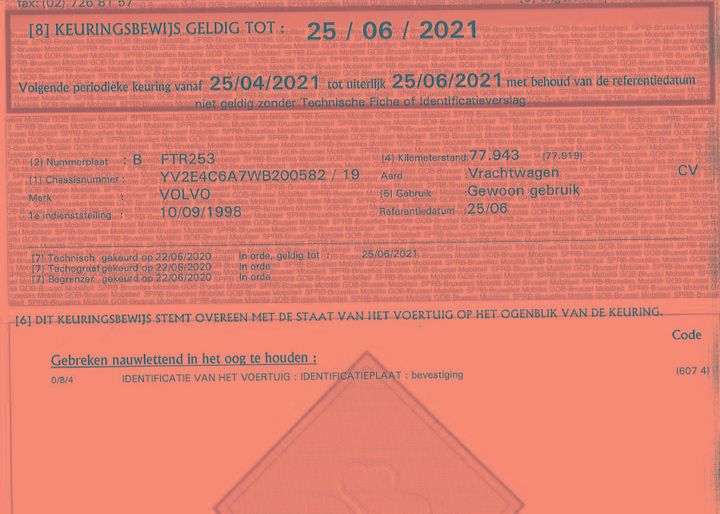 fax: (02) 726 81 57
[8] KEURINGSBEWIJS GELDIG TOT : 25 / 06 / 2021
Volgende periodieke keuring vanaf 25/04/2021 tot uiterlijk 25/06/2021 met behoud van de referentiedatum
niet geldig zonder Technische Fiche of Identificatieverslag
[2] Nummerplaat : B FTR253 [4] Kilometerstand: 77.943 (77.919)
[1] Chassisnummer : YV2E4C6A7WB200582 / 19 Aard :Vrachtwagen CV
Merk : VOLVO [5] Gebruik :Gewoon gebruik
1e indienststelling : 10/09/1998 Referentiedatum :25/06
[7] Technisch gekeurd op 22/06/2020 In orde, geldig tot : 25/06/2021
[7] Tachograaf gekeurd op 22/06/2020 In orde
[7] Begrenzer gekeurd op 22/06/2020 In orde
[6] DIT KEURINGSBEWIJS STEMT OVEREEN MET DE STAAT VAN HET VOERTUIG OP HET OGENBLIK VAN DE KEURING.
Code
Gebreken nauwlettend in het oog te houden :
0/B/4 IDENTIFICATIE VAN HET VOERTUIG : IDENTIFICATIEPLAAT : bevestiging (607 4)